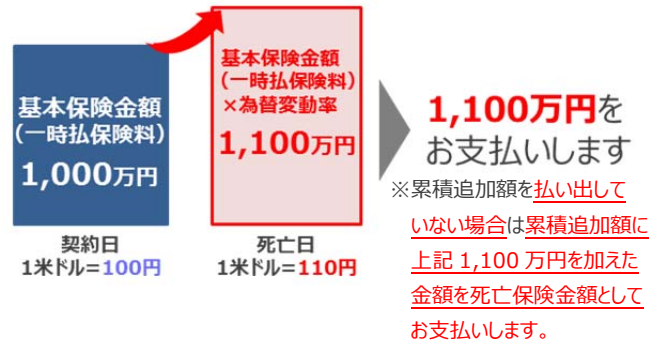 基本保険金額
(一時払保険料)
1,000万円
契約日
1米ドル=100円
基本保険金額
(一時払保険料)
×為替変動率
1,100万円
死亡日
1米ドル=110円
1,100万円を
お支払いします
※累積追加額を払い出して
いない場合は累積追加額に
上記 1,100 万円を加えた
金額を死亡保険金額として
お支払いします。